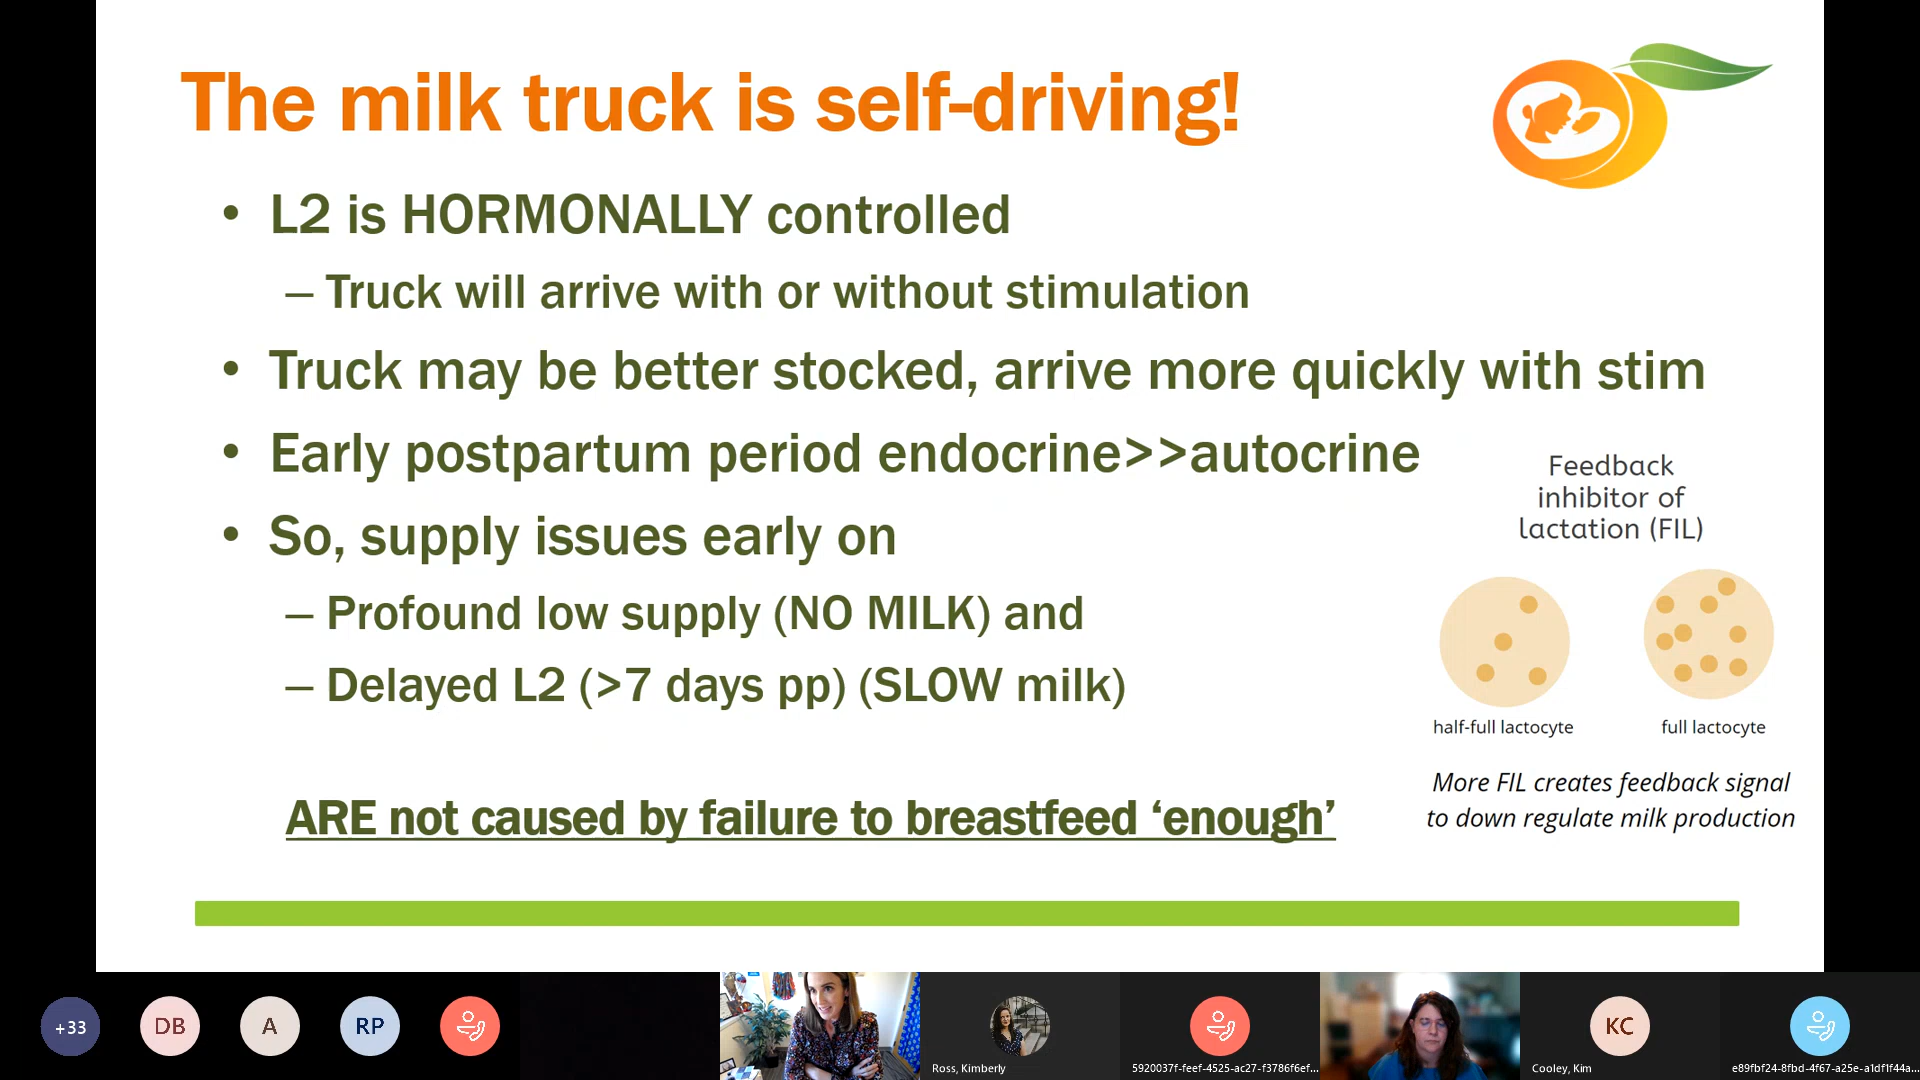 The milk truck is self-driving!
• L2 is HORMONALLY controlled
– Truck will arrive with or without stimulation
• Truck may be better stocked, arrive more quickly with stim
• Early postpartum period endocrine>>autocrine
• So, supply issues early on
– Profound low supply (NO MILK) and
– Delayed L2 (>7 days pp) (SLOW milk)
ARE not caused by failure to breastfeed ‘enough’
Feedback
inhibitor of
lactation (FIL)
half-full lactocyte
full lactocyte
More FIL creates feedback signal
to down regulate milk production
+33
DB
A
RP
Ross, Kimberly
5920037f-feef-4525-ac27-f3786f6ef...
KC
Cooley, Kim
e89fbf24-8fbd-4f67-a25e-a1df1f44a...